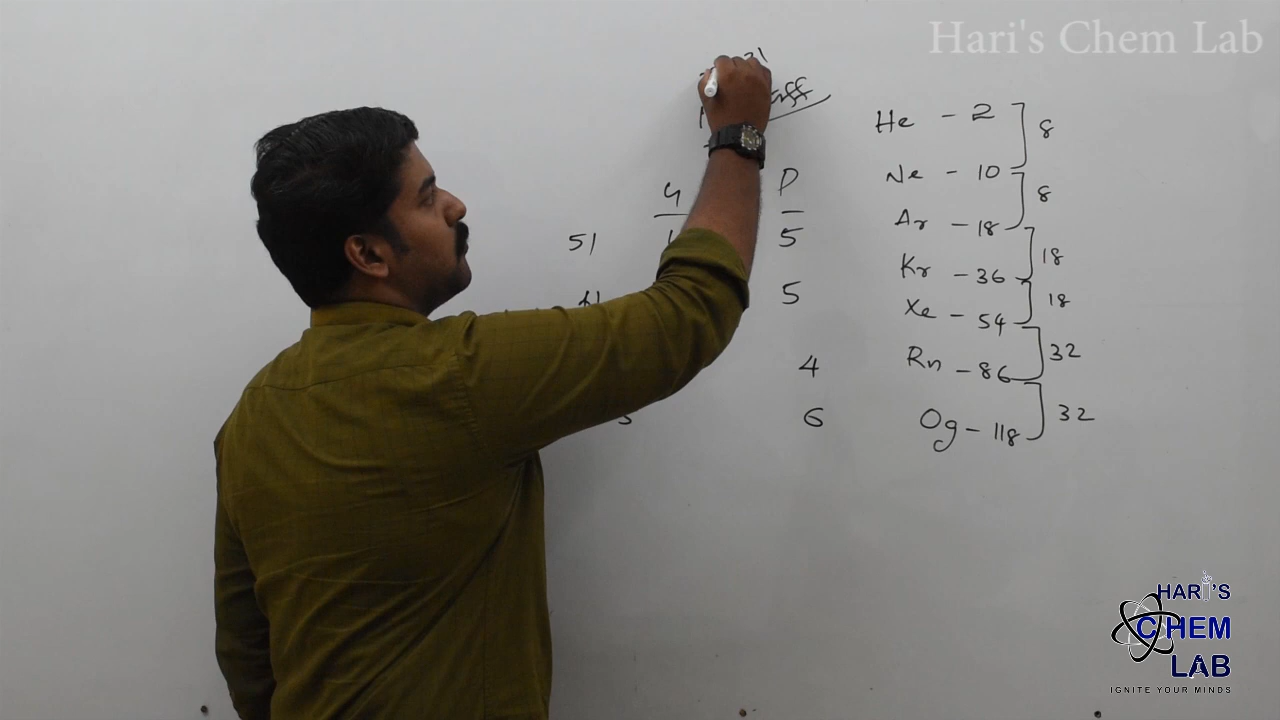 Hari's Chem Lab
He - 2 ] 8
Ne - 10 ] 8
Ar - 18 ] 18
Kr - 36 ] 18
Xe - 54 ] 32
Rn - 86 ] 32
Og - 118
G P
51 5
5
4
6
HARI'S
CHEM
LAB
IGNITE YOUR MINDS